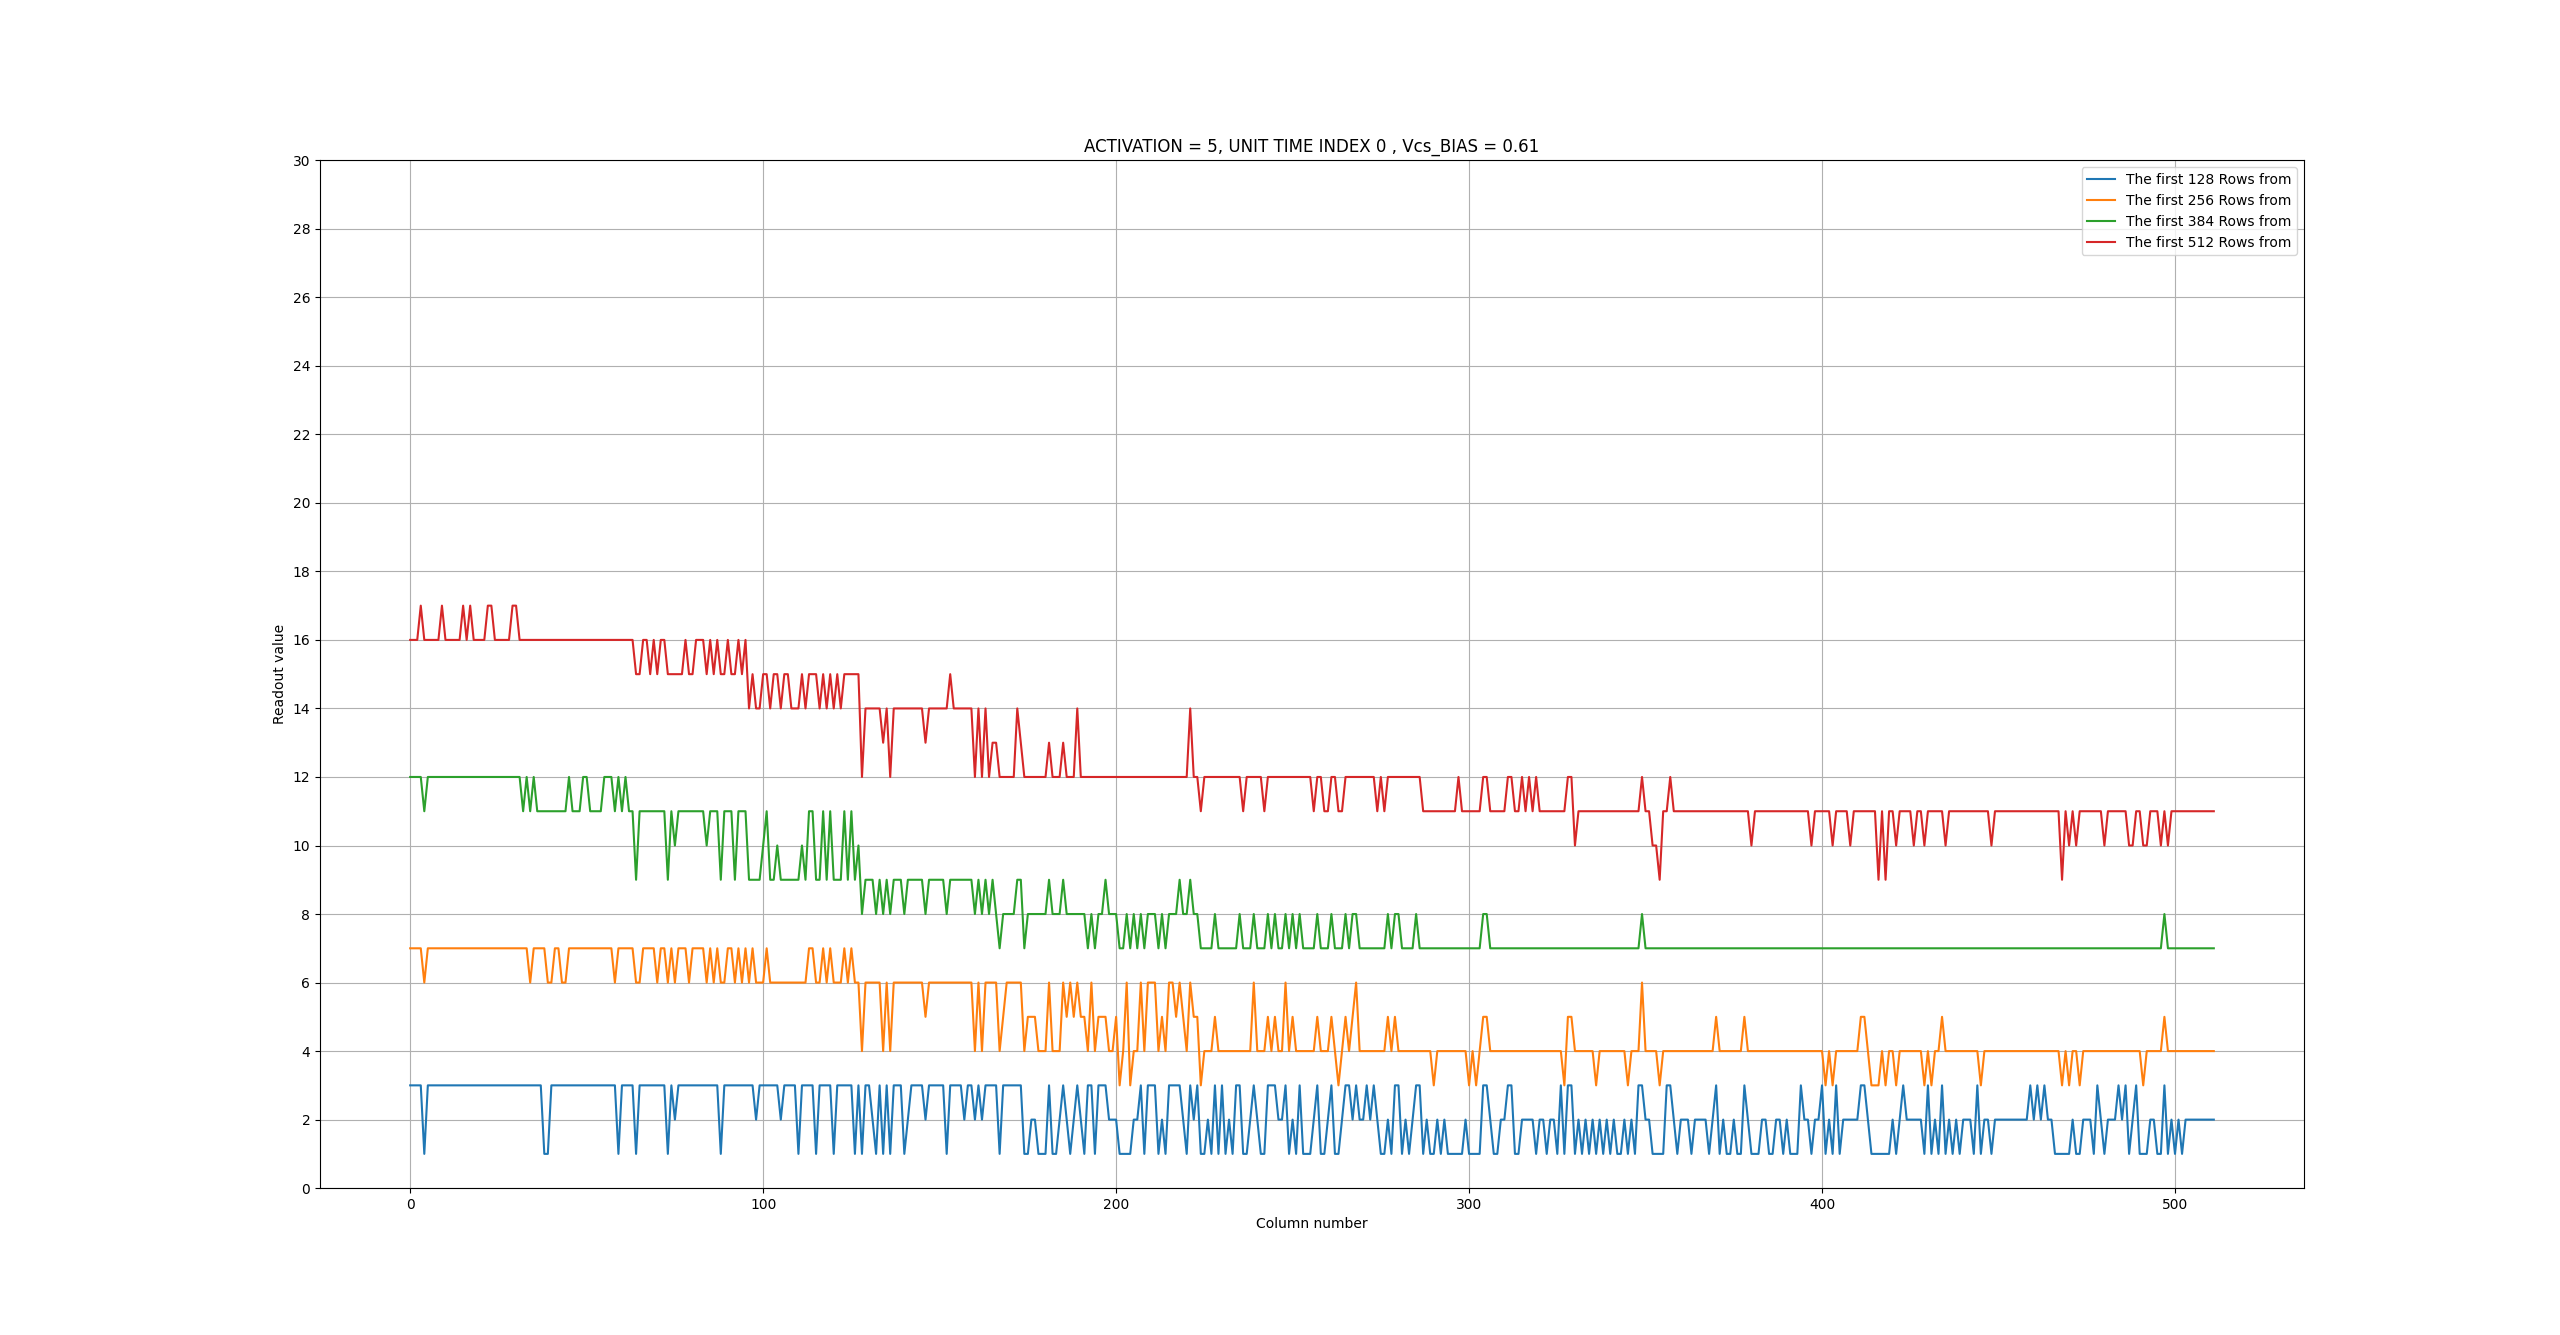 ACTIVATION = 5, UNIT TIME INDEX 0 , Vcs_BIAS = 0.61
30
28
26
24
22
20
18
16
14
12
10
8
6
4
2
0
Readout value
The first 128 Rows from
The first 256 Rows from
The first 384 Rows from
The first 512 Rows from
0 100 200 300 400 500
Column number